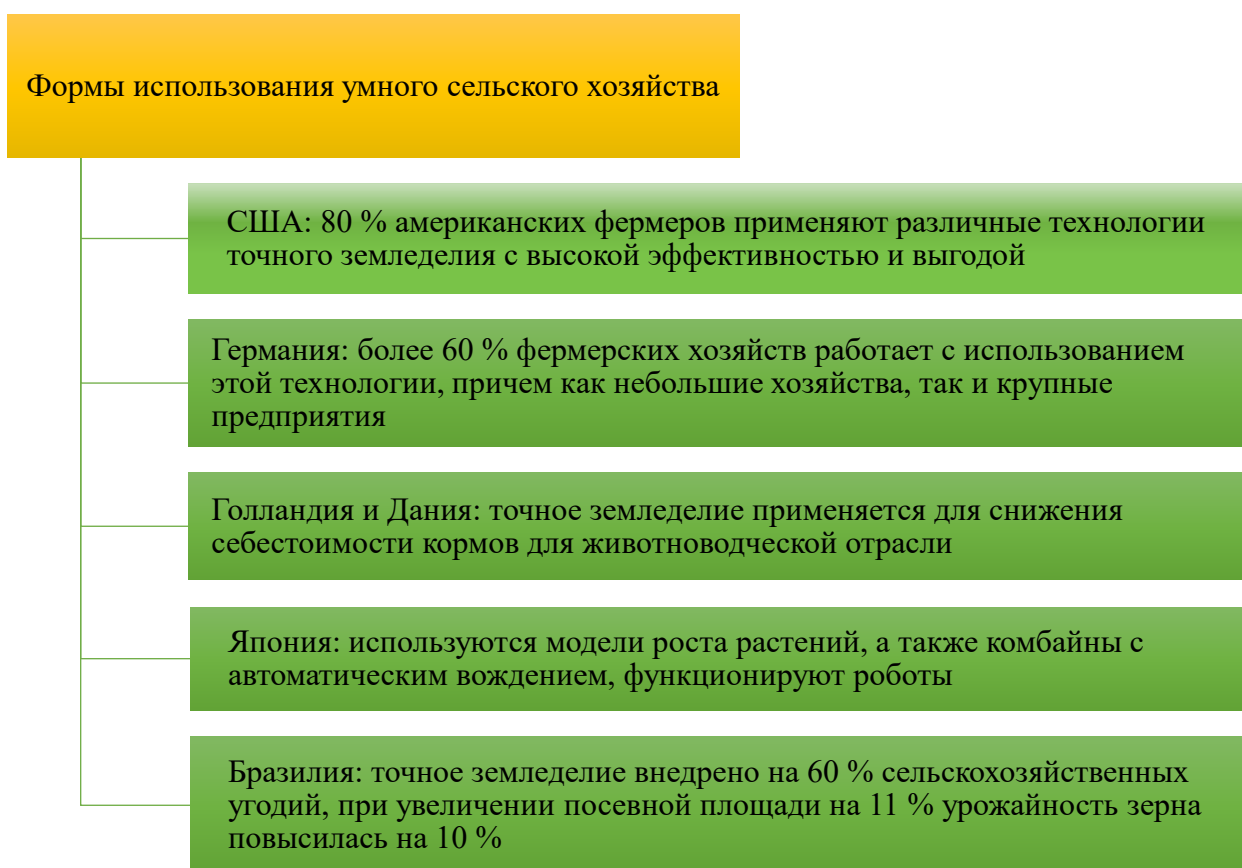 Формы использования умного сельского хозяйства
США: 80 % американских фермеров применяют различные технологии
точного земледелия с высокой эффективностью и выгодой
Германия: более 60 % фермерских хозяйств работает с использованием
этой технологии, причем как небольшие хозяйства, так и крупные
предприятия
Голландия и Дания: точное земледелие применяется для снижения
себестоимости кормов для животноводческой отрасли
Япония: используются модели роста растений, а также комбайны с
автоматическим вождением, функционируют роботы
Бразилия: точное земледелие внедрено на 60 % сельскохозяйственных
угодий, при увеличении посевной площади на 11 % урожайность зерна
повысилась на 10 %